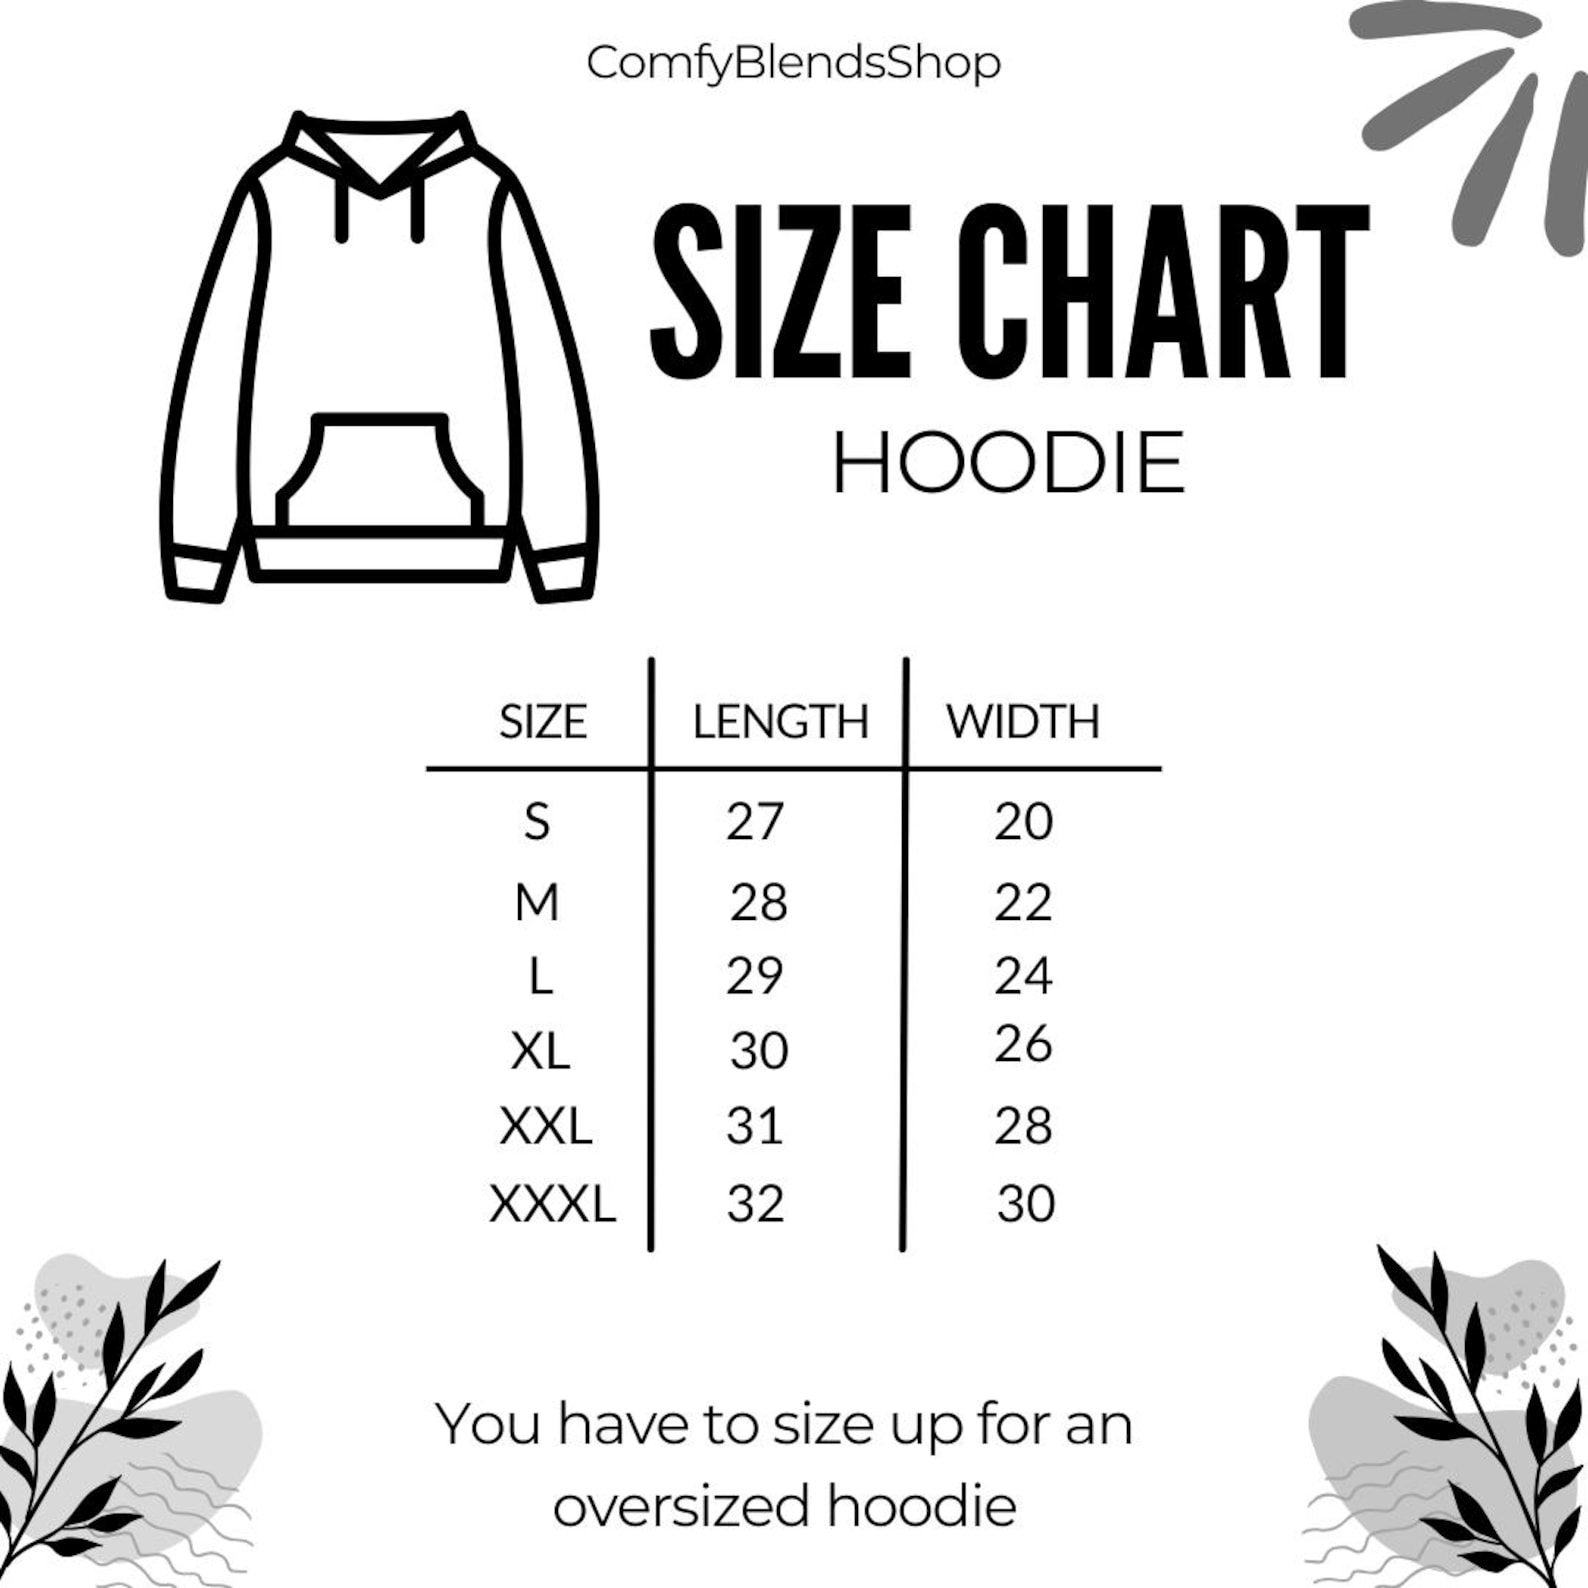 ComfyBlendsShop
SIZE CHART
HOODIE
SIZE LENGTH WIDTH
S 27 20
M 28 22
L 29 24
XL 30 26
XXL 31 28
XXXL 32 30
You have to size up for an
oversized hoodie